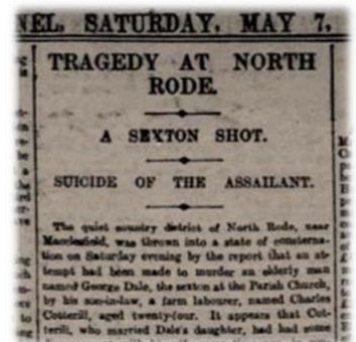 NEL, SATURDAY, MAY 7,
TRAGEDY AT NORTH
RODE.
A SEXTON SHOT.
SUICIDE OF THE ASSAILANT.
The quiet country district of North Rode, near
Macclesfield, was thrown into a state of consterna-
tion on Saturday evening by the report that an at-
tempt had been made to murder an elderly man
named George Dale, the sexton at the Parish Church,
by his son-in-law, a farm labourer, named Charles
Cotterill, aged twenty-four. It appears that Cot-
terill, who married Dale's daughter, had had some